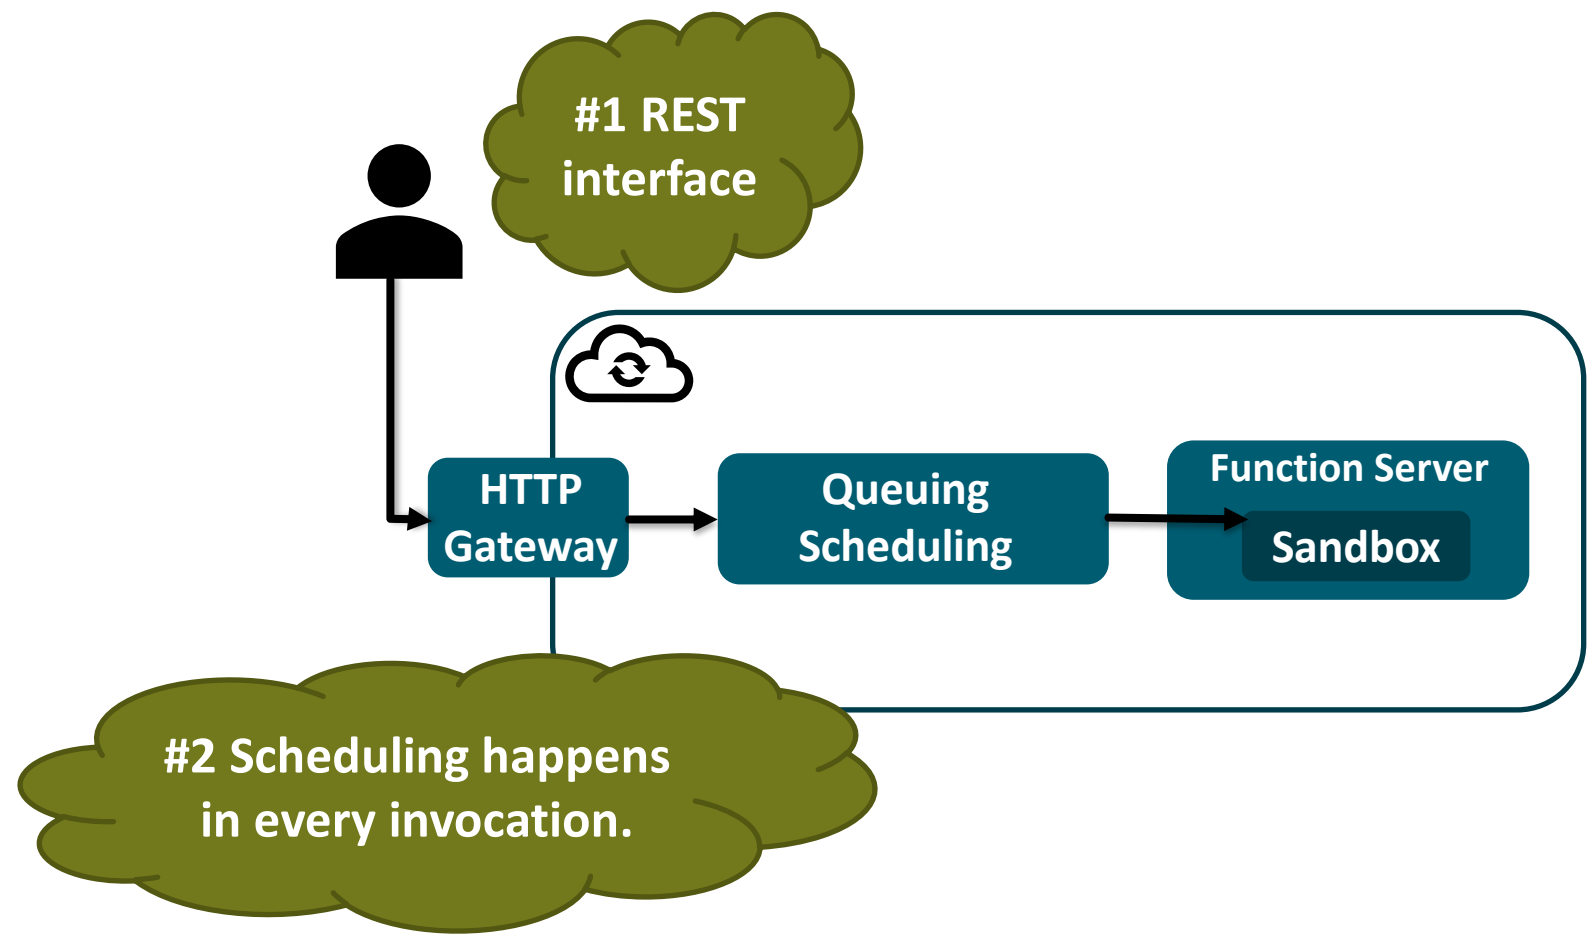 #1 REST
interface
HTTP
Gateway
Queuing
Scheduling
Function Server
Sandbox
#2 Scheduling happens
in every invocation.